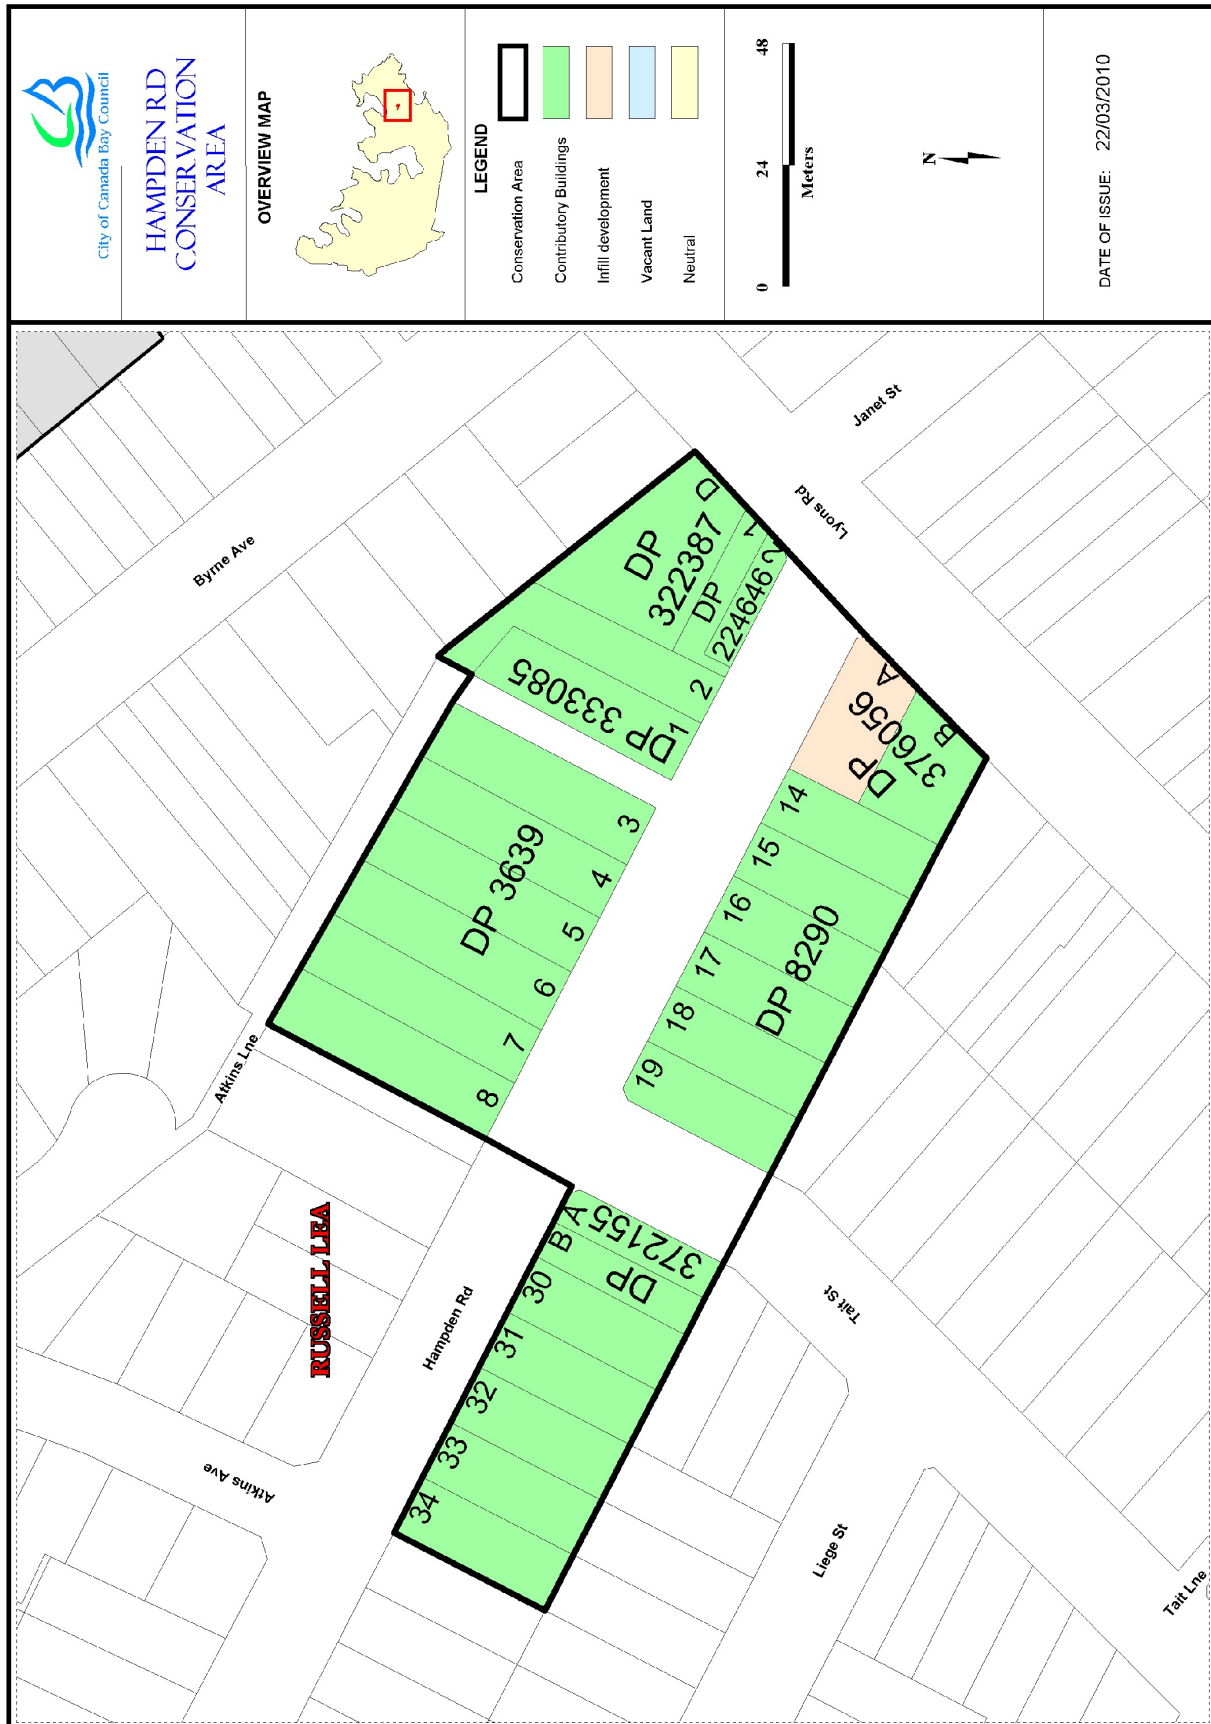 City of Canada Bay Council
HAMPDEN RD
CONSERVATION
AREA
OVERVIEW MAP
LEGEND
Conservation Area
Contributory Buildings
Infill development
Vacant Land
Neutral
0 24 48
Meters
N
DATE OF ISSUE: 22/03/2010
Byrne Ave
Janet St
Lyons Rd
Atkins Lne
Hampden Rd
Atkins Ave
Tait St
Liege St
Tait Lne
RUSSELL LEA
DP
322387
D
DP
224646
1
2
DP 333085
1
2
DP 3639
3
4
5
6
7
8
DP
376056
A
B
DP 8290
14
15
16
17
18
19
DP
372155
A
B
30
31
32
33
34